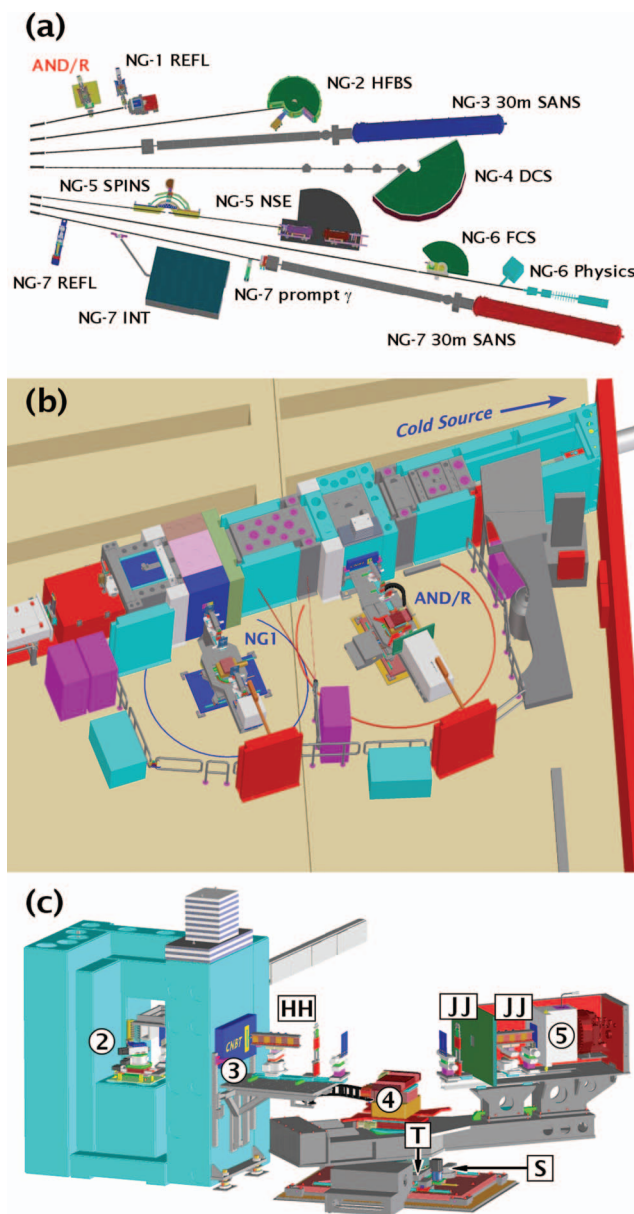 (a)
AND/R
NG-1 REFL
NG-2 HFBS
NG-3 30m SANS
NG-4 DCS
NG-5 SPINS
NG-5 NSE
NG-6 FCS
NG-6 Physics
NG-7 REFL
NG-7 prompt γ
NG-7 INT
NG-7 30m SANS
(b)
Cold Source
AND/R
NG1
(c)
HH
JJ
JJ
2
CNBT
3
5
4
T
S